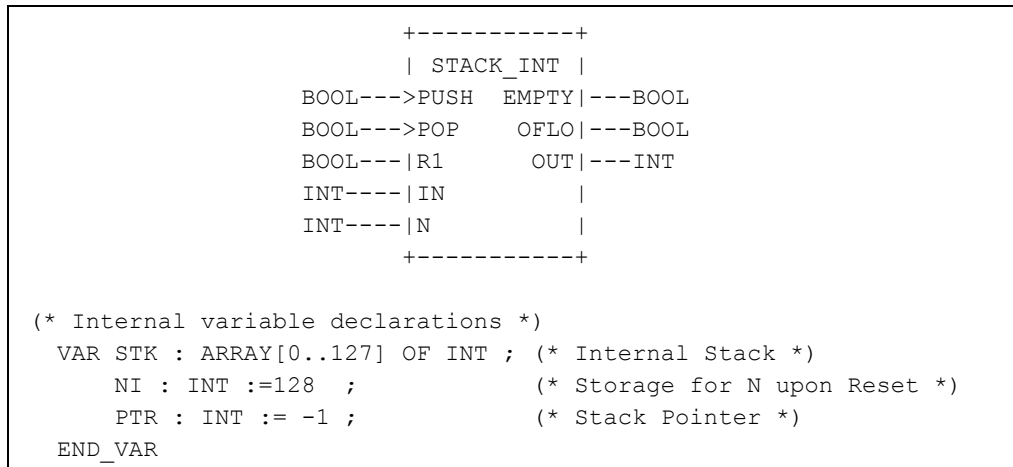 +-----------+
| STACK_INT |
BOOL--->PUSH EMPTY|---BOOL
BOOL--->POP OFLO|---BOOL
BOOL---|R1 OUT|---INT
INT----|IN |
INT----|N |
+-----------+
(* Internal variable declarations *)
VAR STK : ARRAY[0..127] OF INT ; (* Internal Stack *)
NI : INT :=128 ; (* Storage for N upon Reset *)
PTR : INT := -1 ; (* Stack Pointer *)
END_VAR